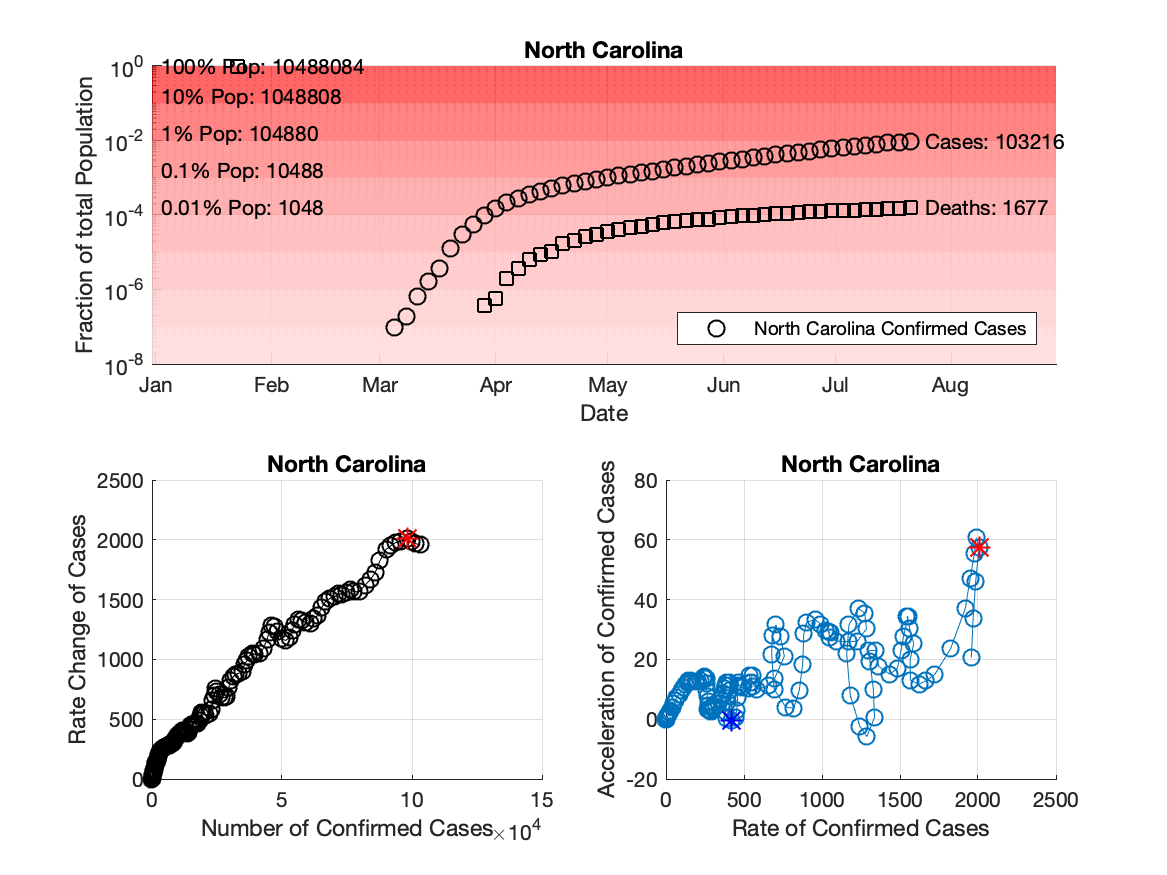 North Carolina
10^0
10^-2
10^-4
10^-6
10^-8
Fraction of total Population
100% Pop: 10488084
10% Pop: 1048808
1% Pop: 104880
0.1% Pop: 10488
0.01% Pop: 1048
Cases: 103216
Deaths: 1677
North Carolina Confirmed Cases
Jan Feb Mar Apr May Jun Jul Aug
Date
North Carolina
2500
2000
1500
1000
500
0
Rate Change of Cases
0 5 10 15
Number of Confirmed Cases ×10^4
North Carolina
80
60
40
20
0
-20
Acceleration of Confirmed Cases
0 500 1000 1500 2000 2500
Rate of Confirmed Cases